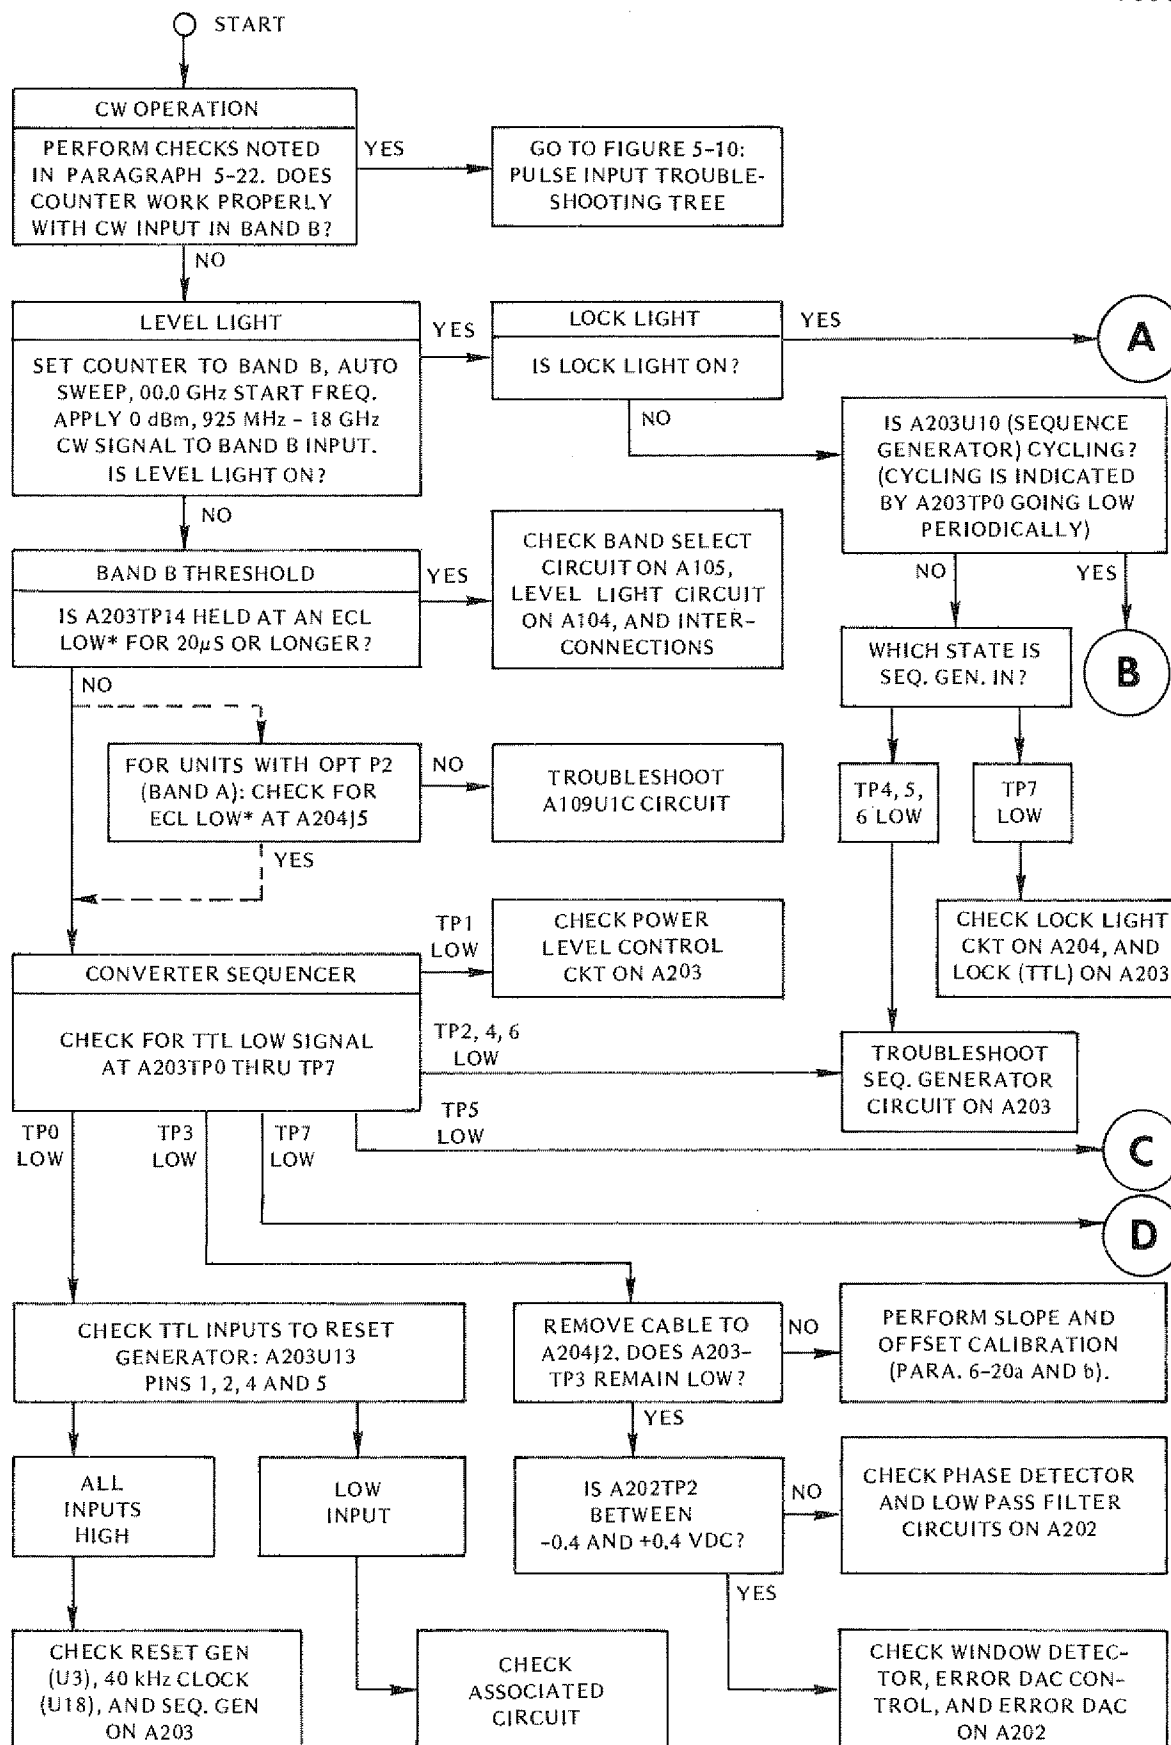 START
CW OPERATION
PERFORM CHECKS NOTED
IN PARAGRAPH 5-22. DOES
COUNTER WORK PROPERLY
WITH CW INPUT IN BAND B?
YES
GO TO FIGURE 5-10:
PULSE INPUT TROUBLE-
SHOOTING TREE
NO
LEVEL LIGHT
SET COUNTER TO BAND B, AUTO
SWEEP, 00.0 GHz START FREQ.
APPLY 0 dBm, 925 MHz - 18 GHz
CW SIGNAL TO BAND B INPUT.
IS LEVEL LIGHT ON?
YES
LOCK LIGHT
IS LOCK LIGHT ON?
YES
A
NO
IS A203U10 (SEQUENCE
GENERATOR) CYCLING?
(CYCLING IS INDICATED
BY A203TP0 GOING LOW
PERIODICALLY)
NO
YES
B
WHICH STATE IS
SEQ. GEN. IN?
TP4, 5,
6 LOW
TP7
LOW
CHECK LOCK LIGHT
CKT ON A204, AND
LOCK (TTL) ON A203
NO
BAND B THRESHOLD
IS A203TP14 HELD AT AN ECL
LOW* FOR 20µS OR LONGER?
YES
CHECK BAND SELECT
CIRCUIT ON A105,
LEVEL LIGHT CIRCUIT
ON A104, AND INTER-
CONNECTIONS
NO
FOR UNITS WITH OPT P2
(BAND A): CHECK FOR
ECL LOW* AT A204J5
NO
TROUBLESHOOT
A109U1C CIRCUIT
YES
CONVERTER SEQUENCER
CHECK FOR TTL LOW SIGNAL
AT A203TP0 THRU TP7
TP1
LOW
CHECK POWER
LEVEL CONTROL
CKT ON A203
TP2, 4, 6
LOW
TROUBLESHOOT
SEQ. GENERATOR
CIRCUIT ON A203
TP5
LOW
C
TP0
LOW
TP3
LOW
TP7
LOW
D
CHECK TTL INPUTS TO RESET
GENERATOR: A203U13
PINS 1, 2, 4 AND 5
REMOVE CABLE TO
A204J2. DOES A203-
TP3 REMAIN LOW?
NO
PERFORM SLOPE AND
OFFSET CALIBRATION
(PARA. 6-20a AND b).
YES
ALL
INPUTS
HIGH
LOW
INPUT
IS A202TP2
BETWEEN
-0.4 AND +0.4 VDC?
NO
CHECK PHASE DETECTOR
AND LOW PASS FILTER
CIRCUITS ON A202
YES
CHECK RESET GEN
(U3), 40 kHz CLOCK
(U18), AND SEQ. GEN
ON A203
CHECK
ASSOCIATED
CIRCUIT
CHECK WINDOW DETEC-
TOR, ERROR DAC CON-
TROL, AND ERROR DAC
ON A202